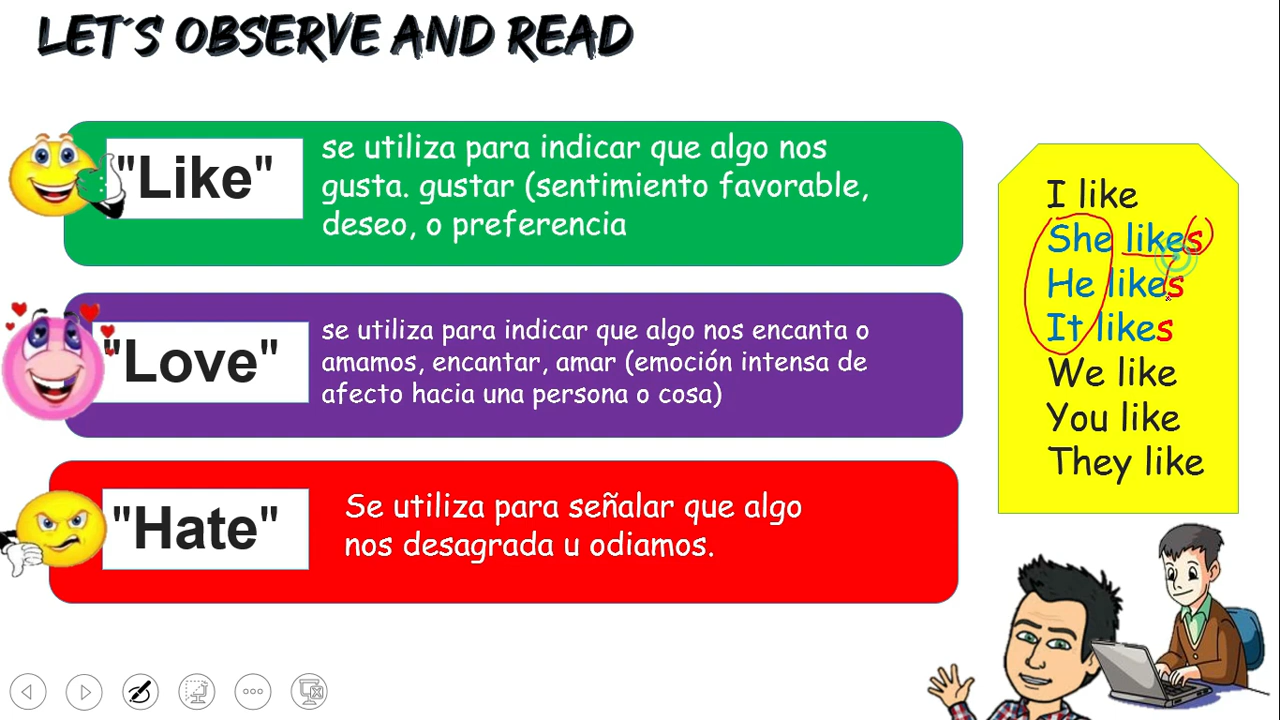 LET´S OBSERVE AND READ
"Like"
se utiliza para indicar que algo nos
gusta. gustar (sentimiento favorable,
deseo, o preferencia
"Love"
se utiliza para indicar que algo nos encanta o
amamos, encantar, amar (emoción intensa de
afecto hacia una persona o cosa)
"Hate"
Se utiliza para señalar que algo
nos desagrada u odiamos.
I like
She likes
He likes
It likes
We like
You like
They like